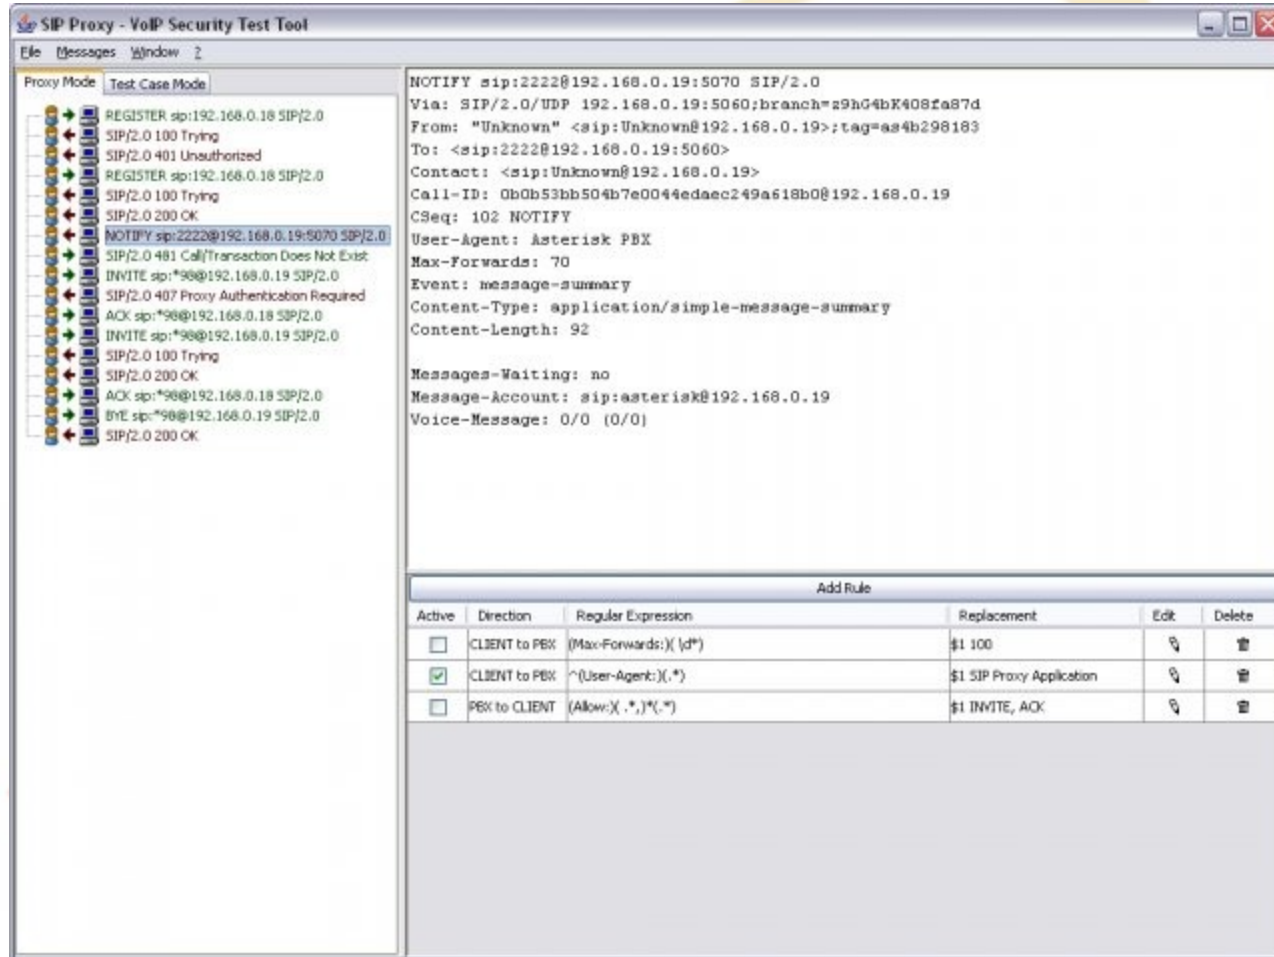 SIP Proxy - VoIP Security Test Tool
File Messages Window ?
Proxy Mode Test Case Mode
REGISTER sip:192.168.0.18 SIP/2.0
SIP/2.0 100 Trying
SIP/2.0 401 Unauthorized
REGISTER sip:192.168.0.18 SIP/2.0
SIP/2.0 100 Trying
SIP/2.0 200 OK
NOTIFY sip:2222@192.168.0.19:5070 SIP/2.0
SIP/2.0 481 Call/Transaction Does Not Exist
INVITE sip:*98@192.168.0.19 SIP/2.0
SIP/2.0 407 Proxy Authentication Required
ACK sip:*98@192.168.0.18 SIP/2.0
INVITE sip:*98@192.168.0.19 SIP/2.0
SIP/2.0 100 Trying
SIP/2.0 200 OK
ACK sip:*98@192.168.0.18 SIP/2.0
BYE sip:*98@192.168.0.19 SIP/2.0
SIP/2.0 200 OK
NOTIFY sip:2222@192.168.0.19:5070 SIP/2.0
Via: SIP/2.0/UDP 192.168.0.19:5060;branch=z9hG4bK408fa87d
From: "Unknown" <sip:Unknown@192.168.0.19>;tag=as4b298183
To: <sip:2222@192.168.0.19:5060>
Contact: <sip:Unknown@192.168.0.19>
Call-ID: 0b0b53bb504b7e0044edaec249a618b0@192.168.0.19
CSeq: 102 NOTIFY
User-Agent: Asterisk PBX
Max-Forwards: 70
Event: message-summary
Content-Type: application/simple-message-summary
Content-Length: 92
Messages-Waiting: no
Message-Account: sip:asterisk@192.168.0.19
Voice-Message: 0/0 (0/0)
Add Rule
Active Direction Regular Expression Replacement Edit Delete
CLIENT to PBX (Max-Forwards:)( \d*) $1 100
CLIENT to PBX ^(User-Agent:)(.*) $1 SIP Proxy Application
PBX to CLIENT (Allow:)( .*,)*(.*) $1 INVITE, ACK